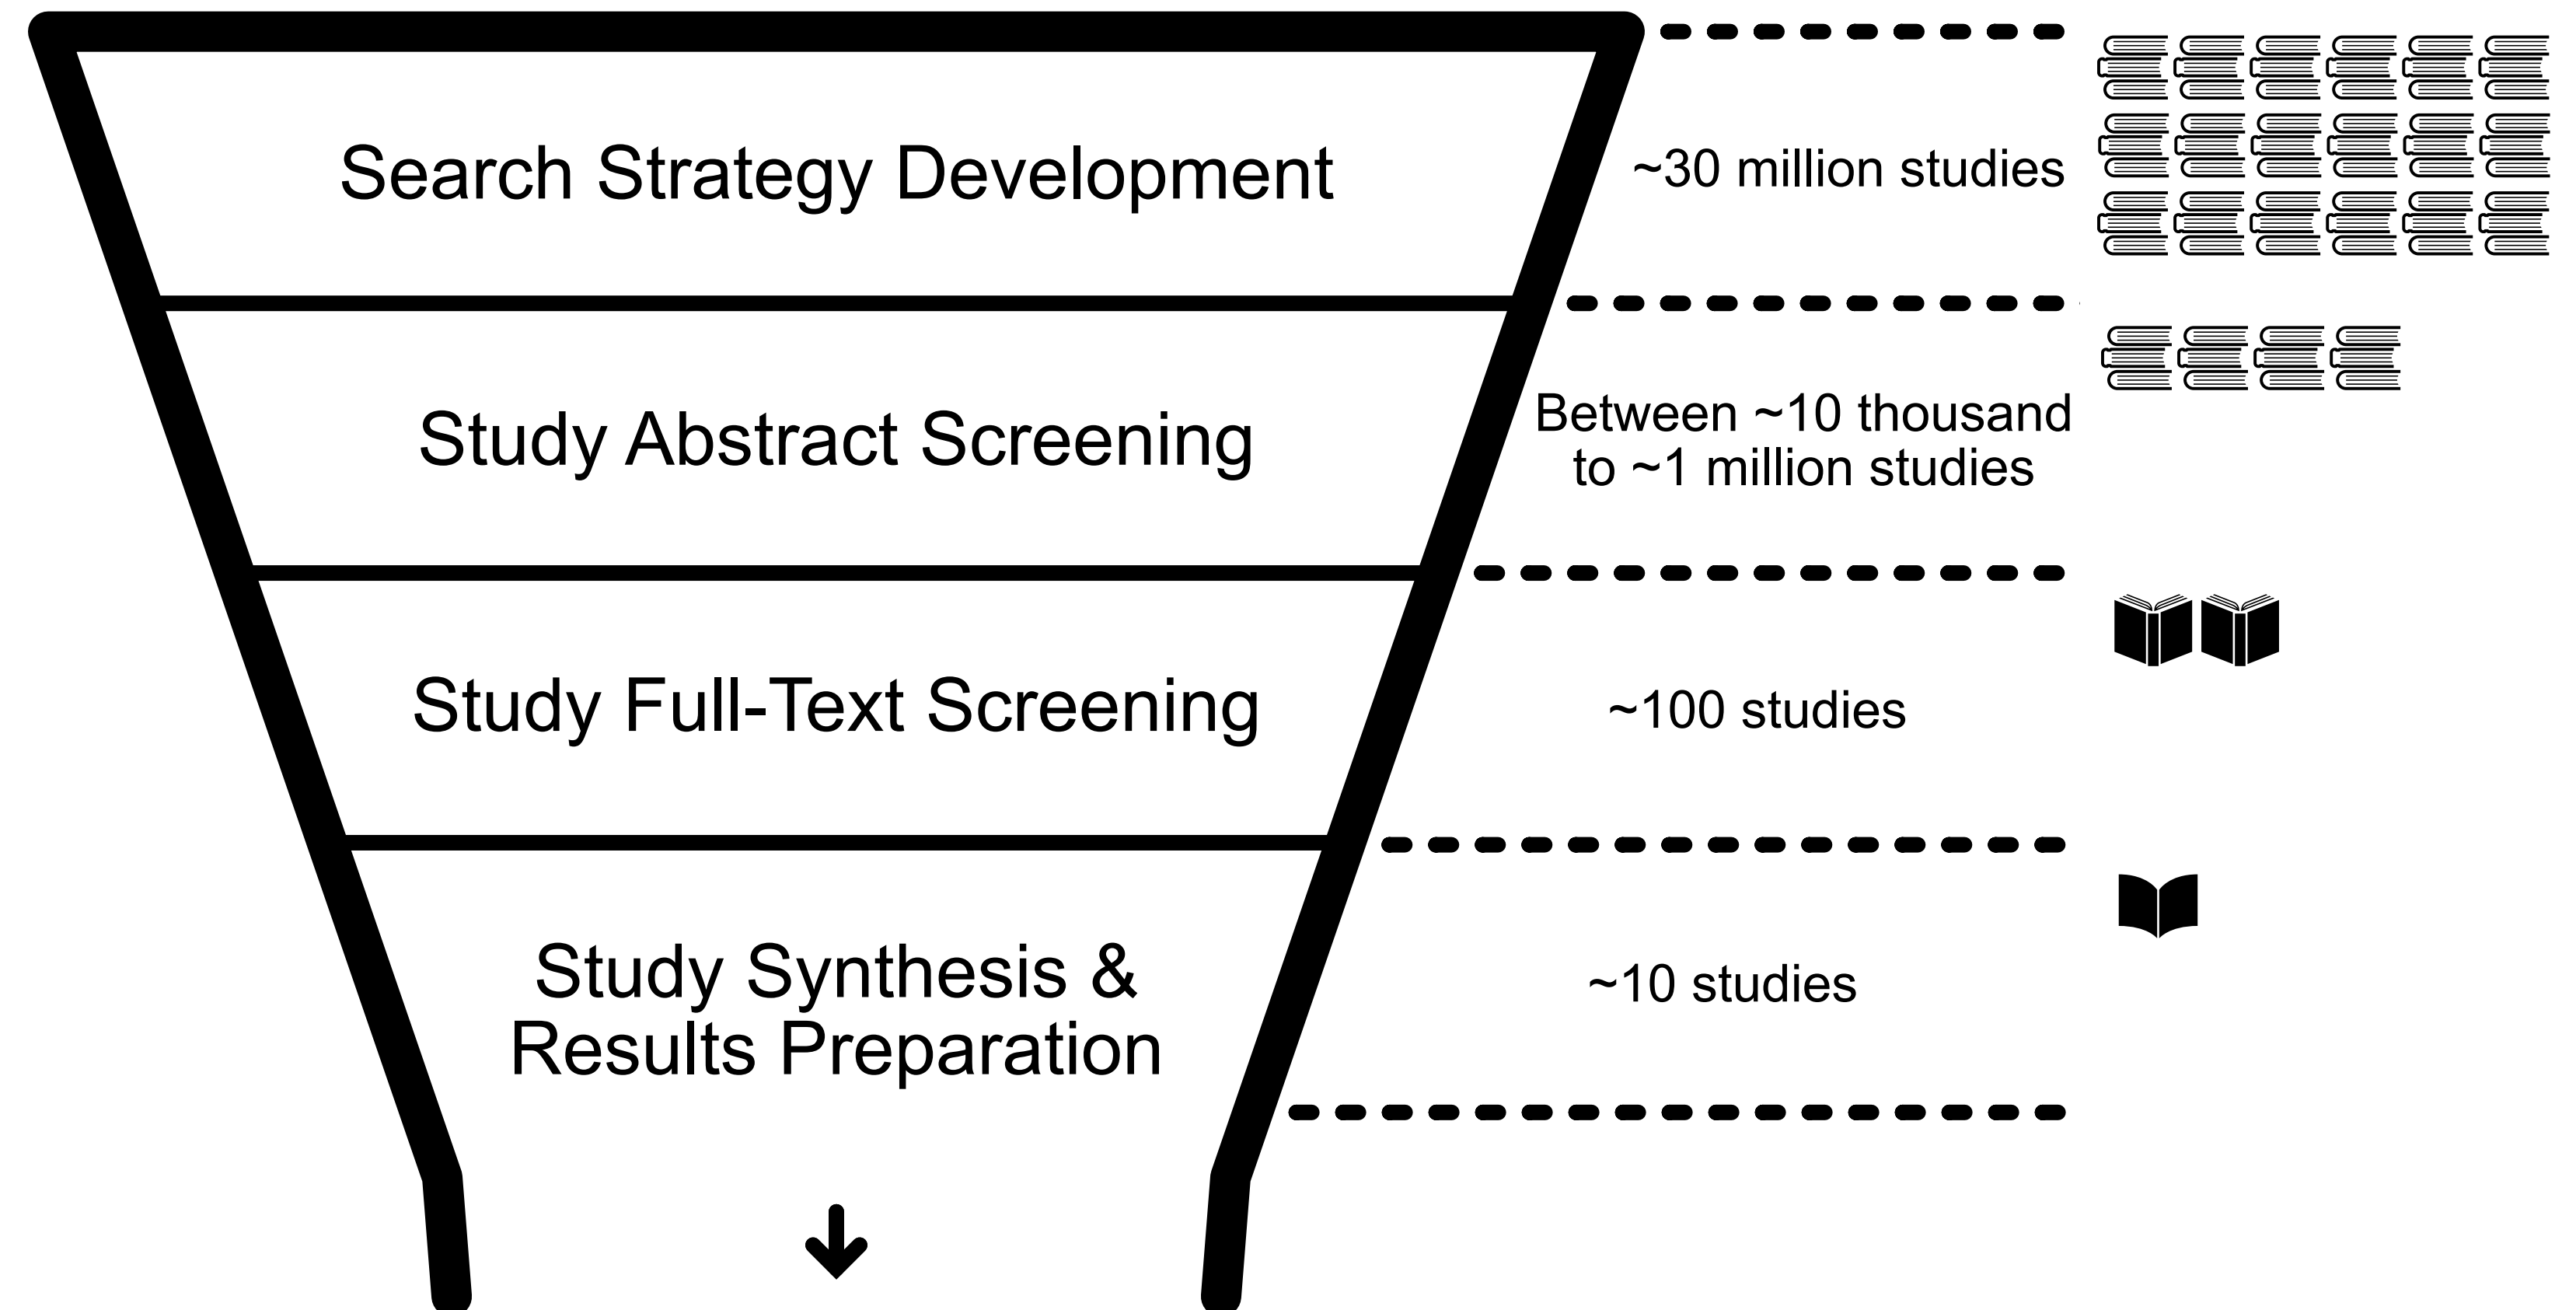 Search Strategy Development
~30 million studies
Study Abstract Screening
Between ~10 thousand
to ~1 million studies
Study Full-Text Screening
~100 studies
Study Synthesis &
Results Preparation
~10 studies